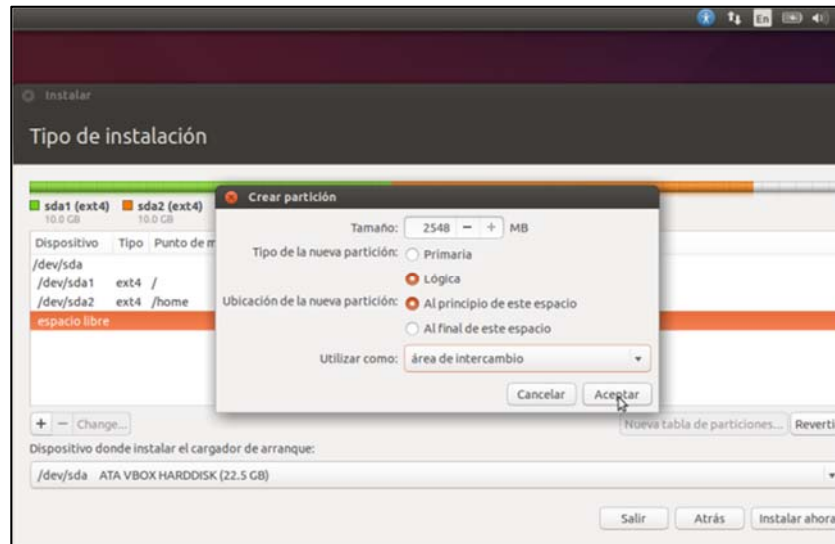 En
Instalar
Tipo de instalación
sda1 (ext4) sda2 (ext4)
10.0 GB 10.0 GB
Crear partición
Tamaño: 2548 − + MB
Tipo de la nueva partición: Primaria
Lógica
Ubicación de la nueva partición: Al principio de este espacio
Al final de este espacio
Utilizar como: área de intercambio
Cancelar Aceptar
Dispositivo Tipo Punto de m
/dev/sda
/dev/sda1 ext4 /
/dev/sda2 ext4 /home
espacio libre
+ − Change... Nueva tabla de particiones... Reverti
Dispositivo donde instalar el cargador de arranque:
/dev/sda ATA VBOX HARDDISK (22.5 GB)
Salir Atrás Instalar ahora